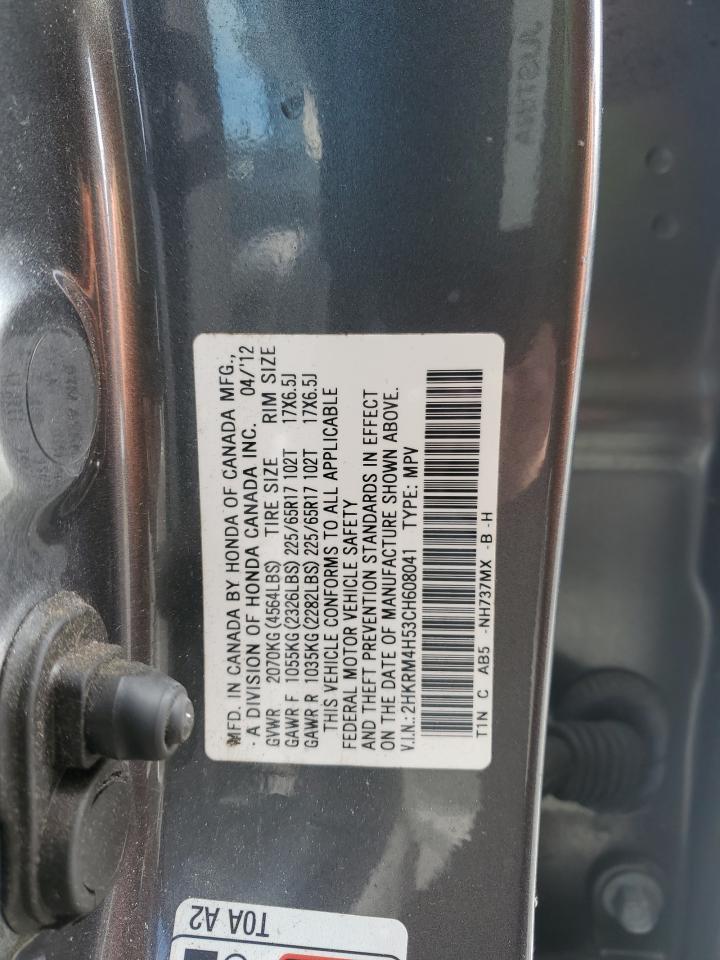 MFD. IN CANADA BY HONDA OF CANADA MFG.,
A DIVISION OF HONDA CANADA INC. 04/'12
GVWR 2070KG(4564LBS) TIRE SIZE RIM SIZE
GAWR F 1055KG(2326LBS) 225/65R17 102T 17X6.5J
GAWR R 1035KG(2282LBS) 225/65R17 102T 17X6.5J
THIS VEHICLE CONFORMS TO ALL APPLICABLE
FEDERAL MOTOR VEHICLE SAFETY
AND THEFT PREVENTION STANDARDS IN EFFECT
ON THE DATE OF MANUFACTURE SHOWN ABOVE.
V.I.N.:2HKRM4H53CH608041 TYPE: MPV
TIN C AB5 -NH737MX -B -H
T0A A2